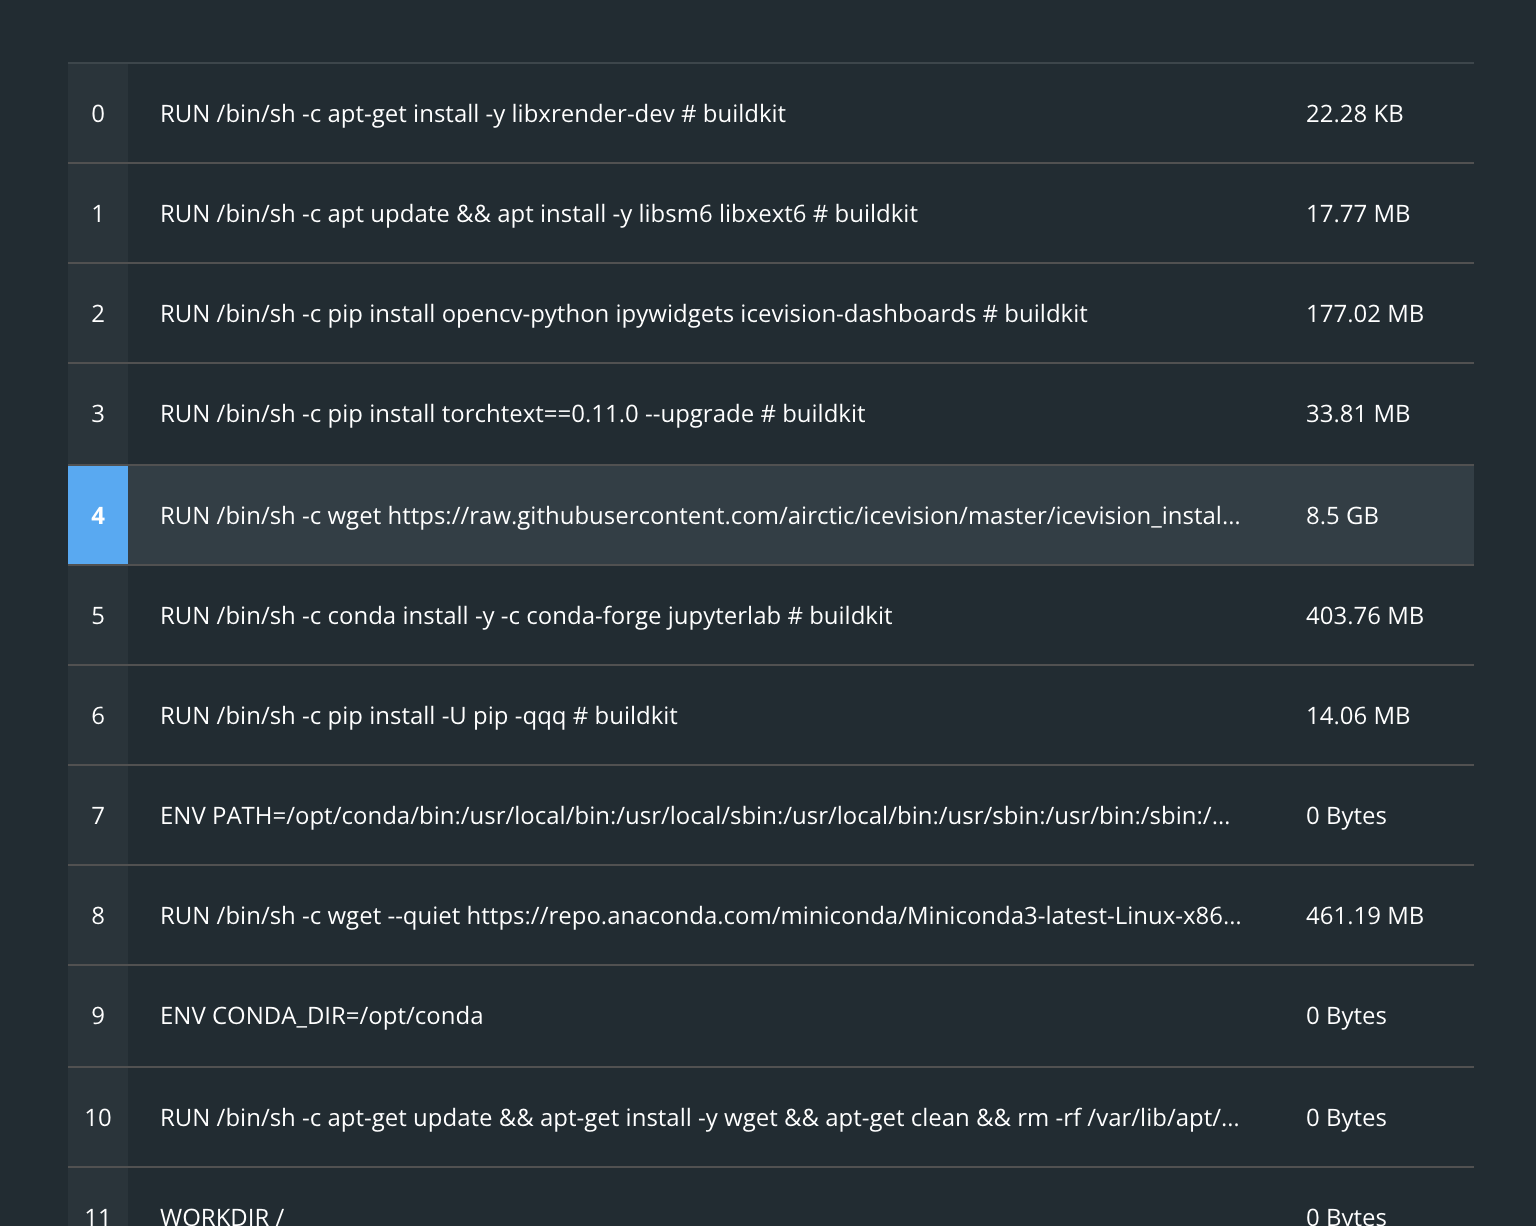 0 RUN /bin/sh -c apt-get install -y libxrender-dev # buildkit 22.28 KB
1 RUN /bin/sh -c apt update && apt install -y libsm6 libxext6 # buildkit 17.77 MB
2 RUN /bin/sh -c pip install opencv-python ipywidgets icevision-dashboards # buildkit 177.02 MB
3 RUN /bin/sh -c pip install torchtext==0.11.0 --upgrade # buildkit 33.81 MB
4 RUN /bin/sh -c wget https://raw.githubusercontent.com/airctic/icevision/master/icevision_instal... 8.5 GB
5 RUN /bin/sh -c conda install -y -c conda-forge jupyterlab # buildkit 403.76 MB
6 RUN /bin/sh -c pip install -U pip -qqq # buildkit 14.06 MB
7 ENV PATH=/opt/conda/bin:/usr/local/bin:/usr/local/sbin:/usr/local/bin:/usr/sbin:/usr/bin:/sbin:/... 0 Bytes
8 RUN /bin/sh -c wget --quiet https://repo.anaconda.com/miniconda/Miniconda3-latest-Linux-x86... 461.19 MB
9 ENV CONDA_DIR=/opt/conda 0 Bytes
10 RUN /bin/sh -c apt-get update && apt-get install -y wget && apt-get clean && rm -rf /var/lib/apt/... 0 Bytes
11 WORKDIR / 0 Bytes